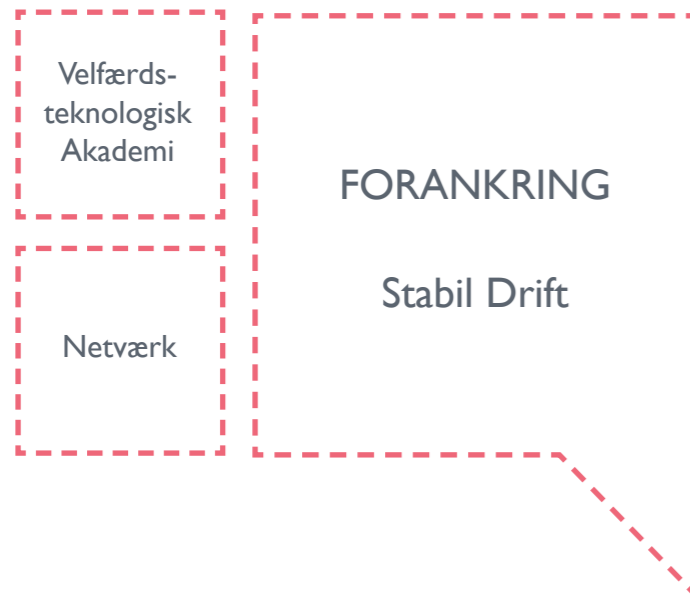 Velfærds-
teknologisk
Akademi
Netværk
FORANKRING
Stabil Drift